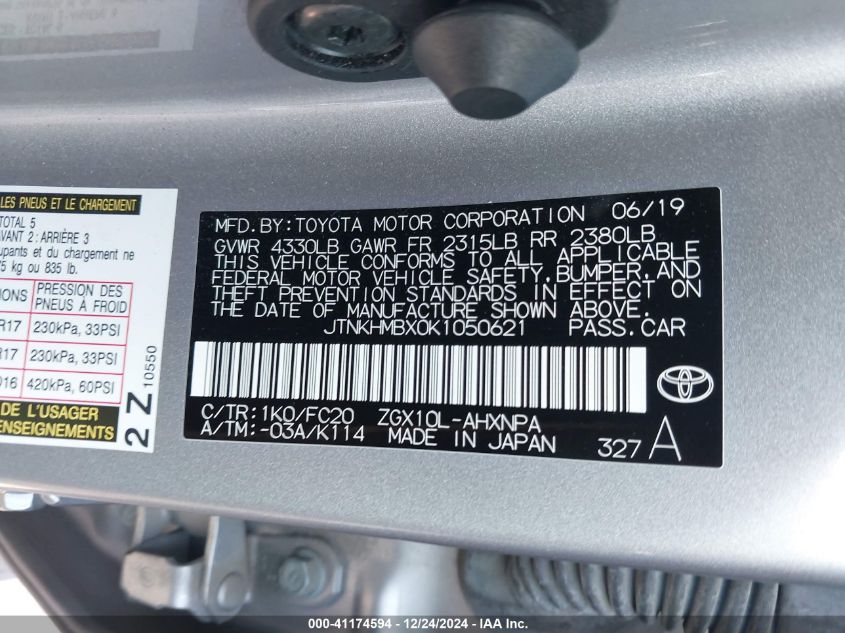 LES PNEUS ET LE CHARGEMENT
TOTAL 5
AVANT 2 : ARRIÈRE 3
cupants et du chargement ne
75 kg ou 835 lb.
IONS PRESSION DES PNEUS À FROID
R17 230kPa, 33PSI
R17 230kPa, 33PSI
D16 420kPa, 60PSI
DE L'USAGER
RENSEIGNEMENTS
2 Z 10550
MFD. BY: TOYOTA MOTOR CORPORATION 06/19
GVWR 4330LB GAWR FR 2315LB RR 2380LB
THIS VEHICLE CONFORMS TO ALL APPLICABLE
FEDERAL MOTOR VEHICLE SAFETY, BUMPER, AND
THEFT PREVENTION STANDARDS IN EFFECT ON
THE DATE OF MANUFACTURE SHOWN ABOVE.
JTNKHMBX0K1050621 PASS. CAR
C/TR: 1K0/FC20 ZGX10L-AHXNPA
A/TM: -03A/K114 MADE IN JAPAN
327 A
000-41174594 - 12/24/2024 - IAA Inc.